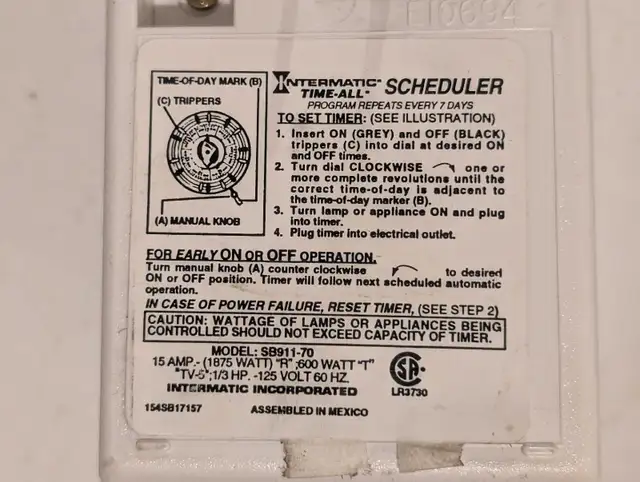 E10694
TIME-OF-DAY MARK (B)
(C) TRIPPERS
(A) MANUAL KNOB
INTERMATIC®
TIME-ALL® SCHEDULER
PROGRAM REPEATS EVERY 7 DAYS
TO SET TIMER: (SEE ILLUSTRATION)
1. Insert ON (GREY) and OFF (BLACK)
trippers (C) into dial at desired ON
and OFF times.
2. Turn dial CLOCKWISE one or
more complete revolutions until the
correct time-of-day is adjacent to
the time-of-day marker (B).
3. Turn lamp or appliance ON and plug
into timer.
4. Plug timer into electrical outlet.
FOR EARLY ON OR OFF OPERATION.
Turn manual knob (A) counter clockwise to desired
ON or OFF position. Timer will follow next scheduled automatic
operation.
IN CASE OF POWER FAILURE, RESET TIMER, (SEE STEP 2)
CAUTION: WATTAGE OF LAMPS OR APPLIANCES BEING
CONTROLLED SHOULD NOT EXCEED CAPACITY OF TIMER.
MODEL: SB911-70
15 AMP.- (1875 WATT) "R" ;600 WATT "T"
"TV-5";1/3 HP. -125 VOLT 60 HZ.
INTERMATIC INCORPORATED
SA®
LR3730
154SB17157 ASSEMBLED IN MEXICO